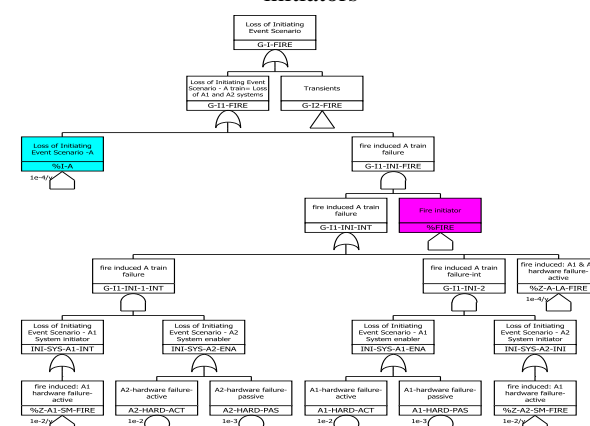 Loss of Initiating
Event Scenario
G-I-FIRE
Loss of Initiating Event
Scenario - A train= Loss
of A1 and A2 systems
G-I1-FIRE
Transients
G-I2-FIRE
Loss of Initiating
Event Scenario -A
%I-A
1e-4/y
fire induced A train
failure
G-I1-INI-FIRE
fire induced A train
failure
G-I1-INI-INT
Fire initiator
%FIRE
fire induced A train
failure
G-I1-INI-1-INT
fire induced A train
failure-int
G-I1-INI-2
fire induced: A1 &
hardware failure-
active
%Z-A-LA-FIRE
1e-4/y
Loss of Initiating
Event Scenario - A1
System initiator
INI-SYS-A1-INT
Loss of Initiating
Event Scenario - A2
System enabler
INI-SYS-A2-ENA
Loss of Initiating
Event Scenario - A1
System enabler
INI-SYS-A1-ENA
Loss of Initiating
Event Scenario - A2
System initiator
INI-SYS-A2-INI
fire induced: A1
hardware failure-
active
%Z-A1-SM-FIRE
1e-2/y
A2-hardware failure-
active
A2-HARD-ACT
1e-2
A2-hardware failure-
passive
A2-HARD-PAS
1e-3
A1-hardware failure-
active
A1-HARD-ACT
1e-2
A1-hardware failure-
passive
A1-HARD-PAS
1e-3
fire induced: A2
hardware failure-
active
%Z-A2-SM-FIRE
1e-2/y